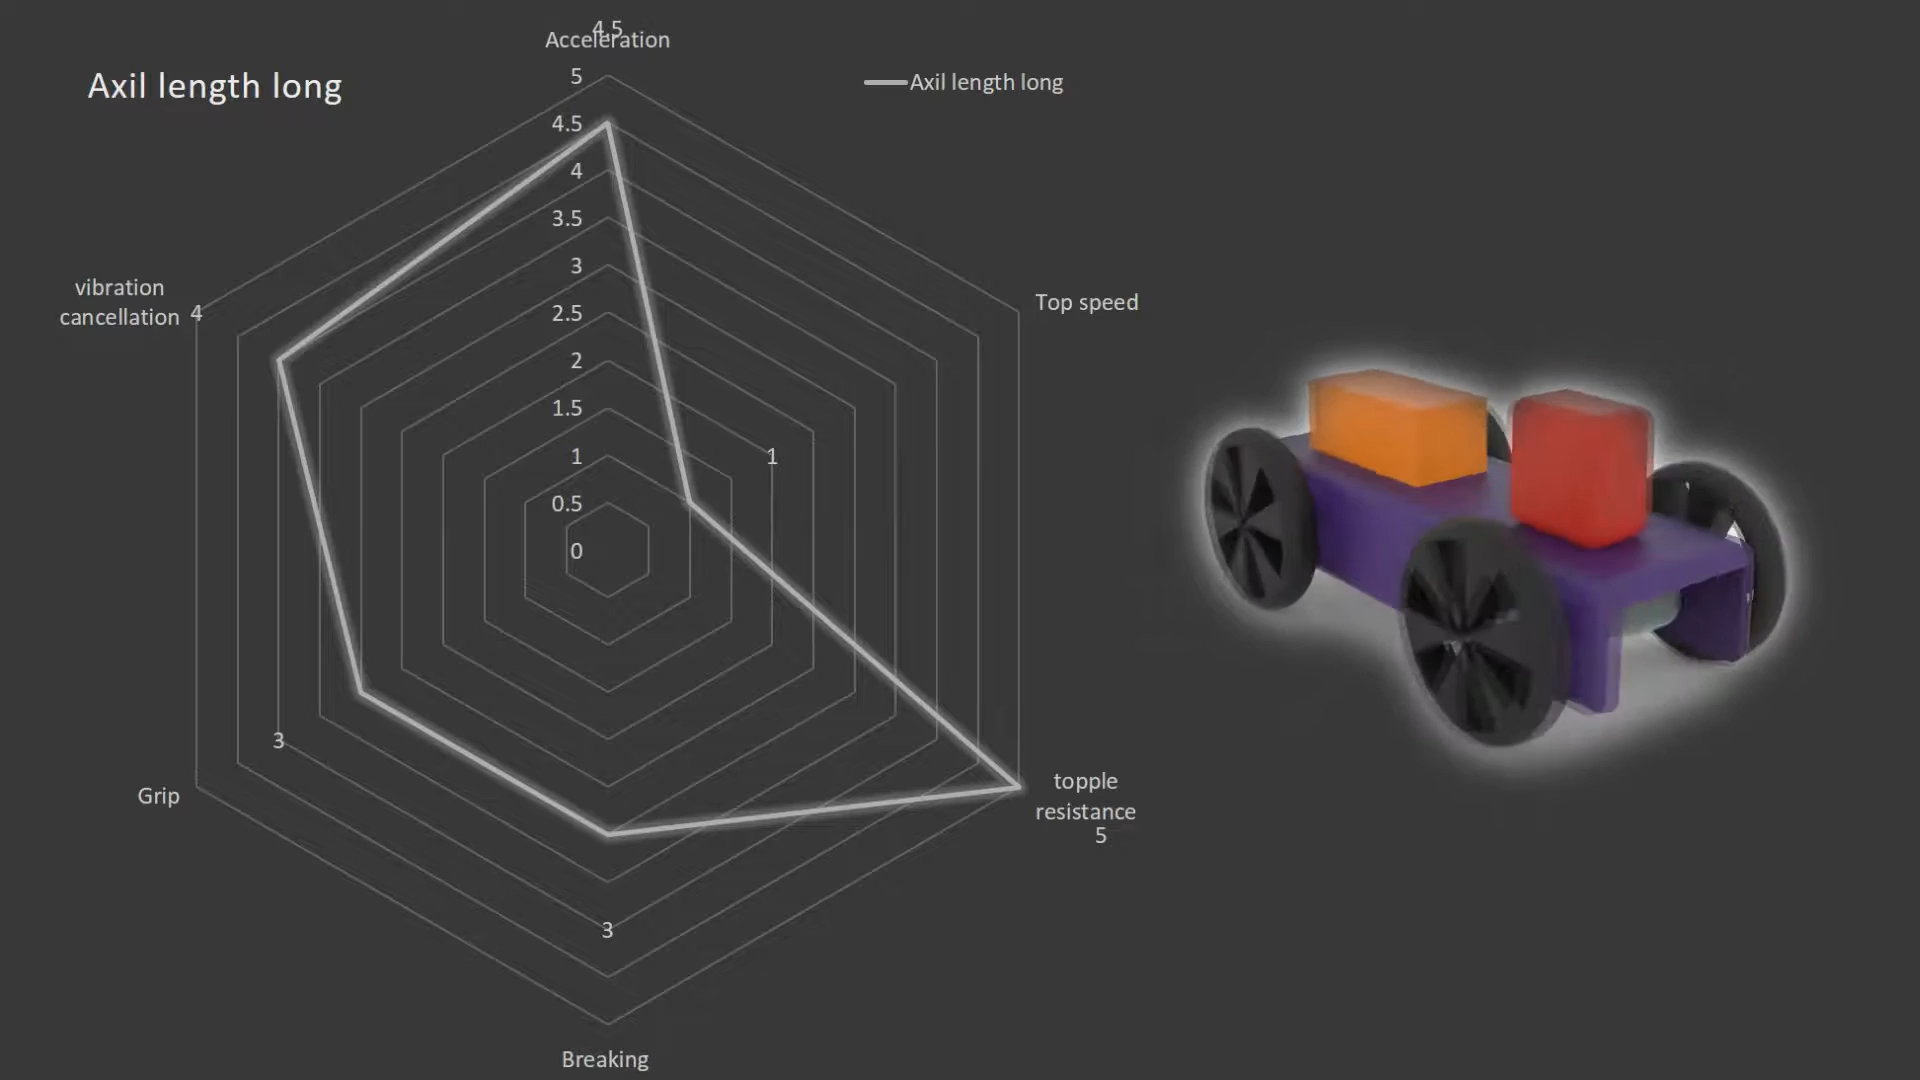 4.5
Acceleration
Axil length long
Axil length long
5
4.5
4
3.5
3
2.5
2
1.5
1
0.5
0
vibration
cancellation
4
Top speed
1
3
Grip
topple
resistance
5
3
Breaking